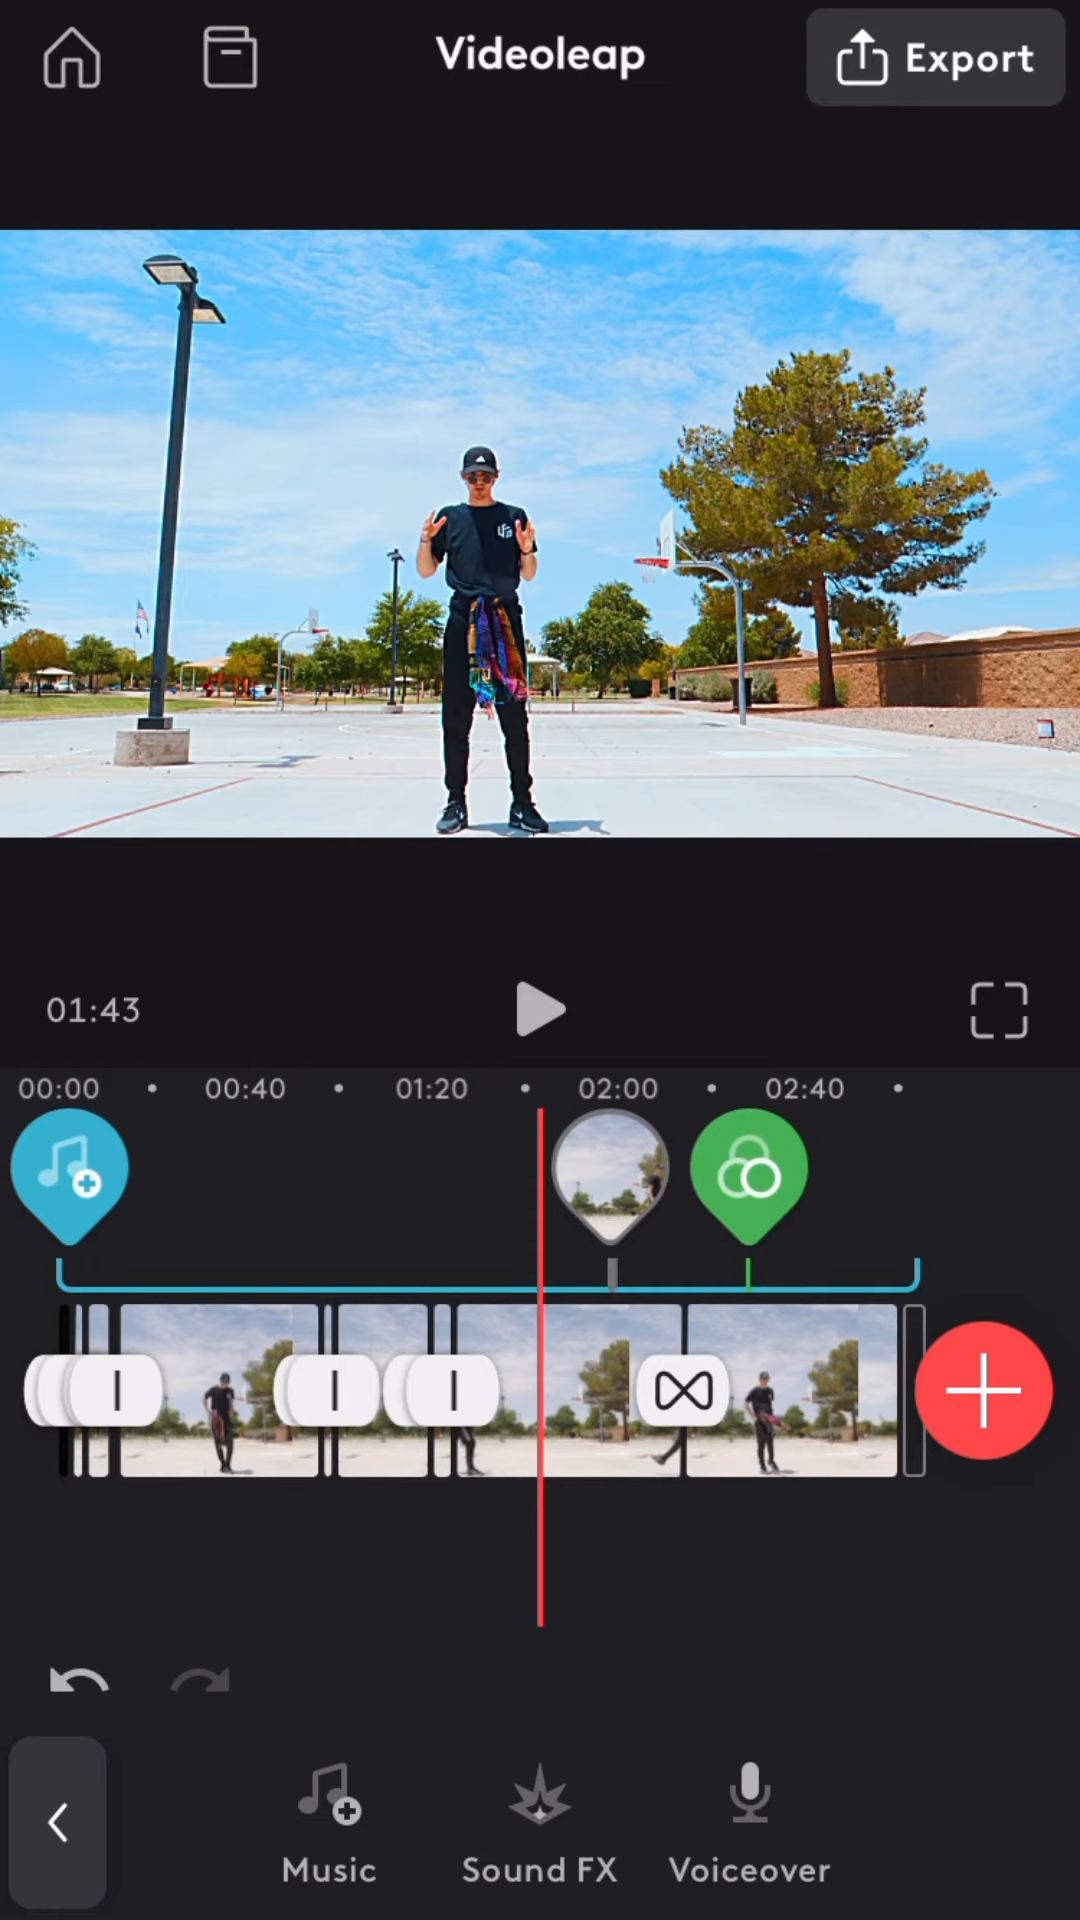 Videoleap
Export
01:43
00:00 • 00:40 • 01:20 • 02:00 • 02:40 •
Music
Sound FX
Voiceover